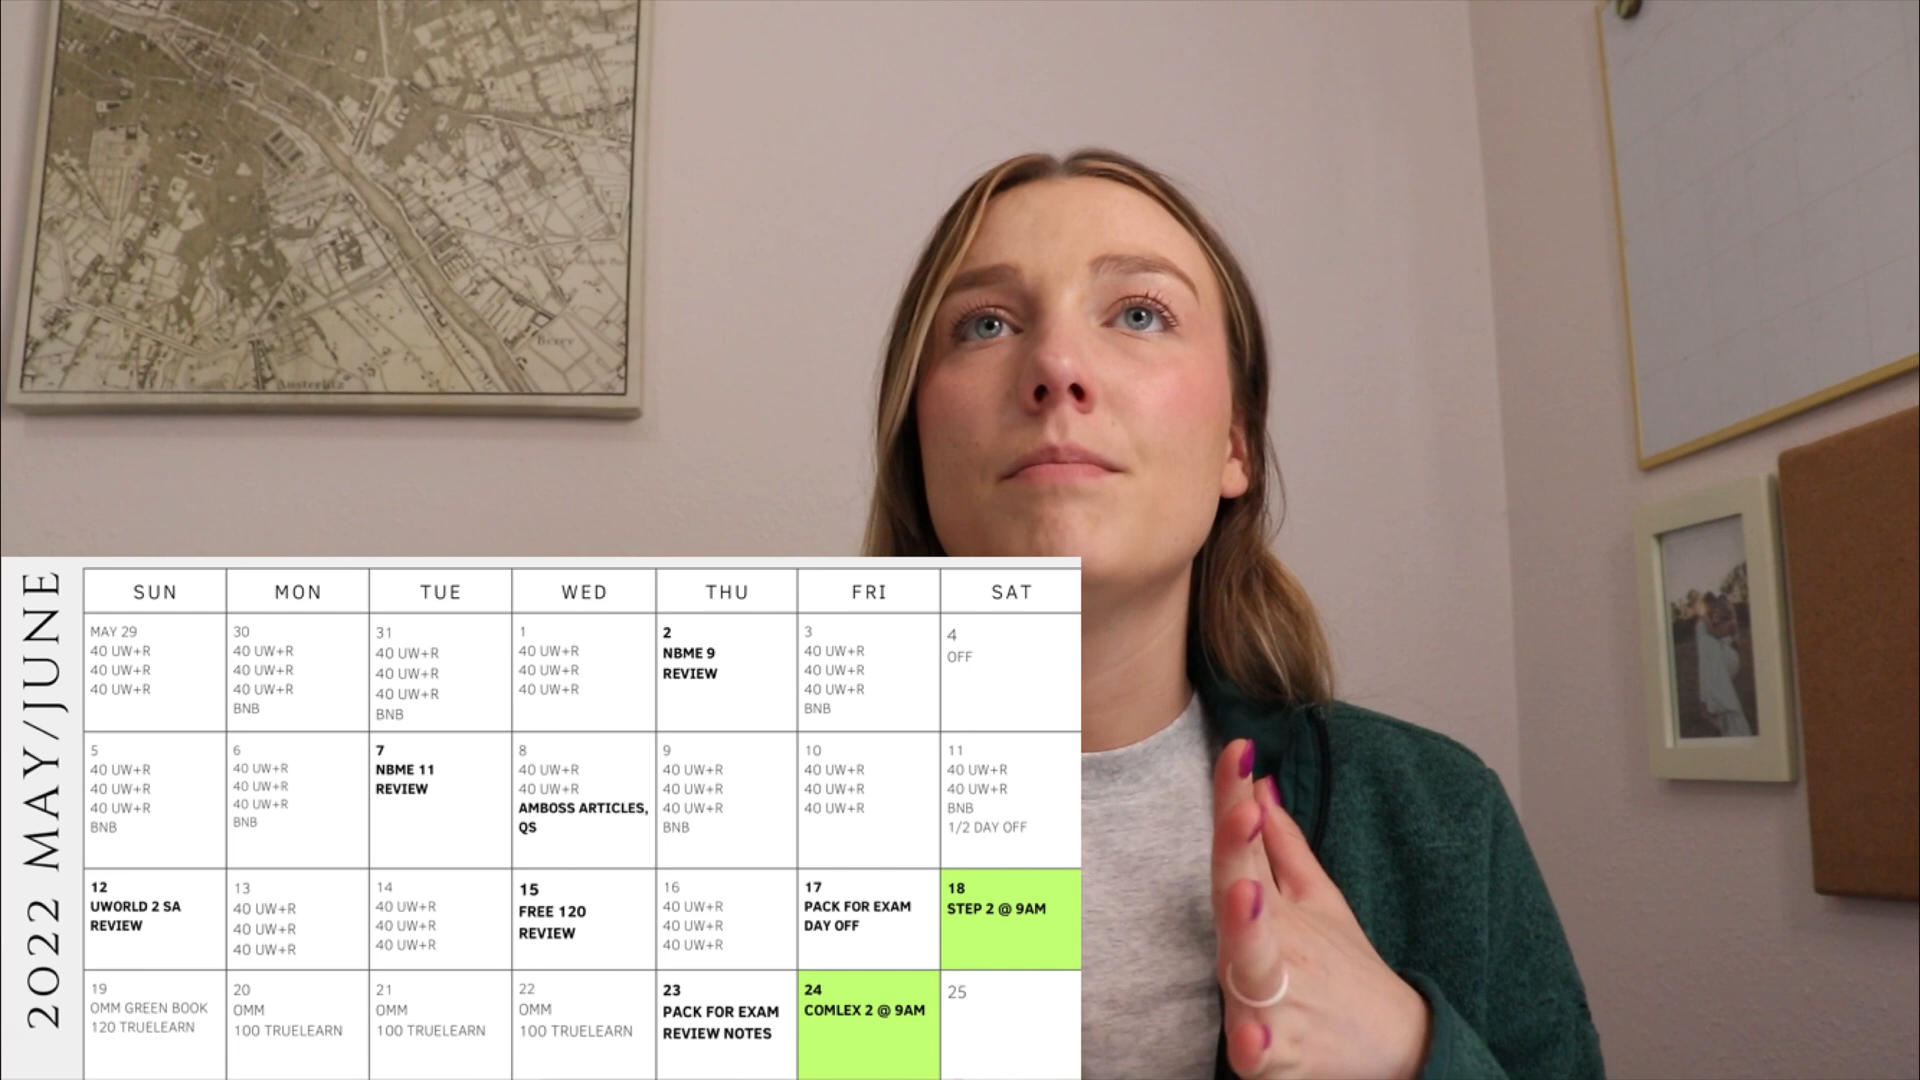 Bercy
Austerlitz
2022 MAY/JUNE
SUN MON TUE WED THU FRI SAT
MAY 29
40 UW+R
40 UW+R
40 UW+R
30
40 UW+R
40 UW+R
40 UW+R
BNB
31
40 UW+R
40 UW+R
40 UW+R
BNB
1
40 UW+R
40 UW+R
40 UW+R
2
NBME 9
REVIEW
3
40 UW+R
40 UW+R
40 UW+R
BNB
4
OFF
5
40 UW+R
40 UW+R
40 UW+R
BNB
6
40 UW+R
40 UW+R
40 UW+R
BNB
7
NBME 11
REVIEW
8
40 UW+R
40 UW+R
AMBOSS ARTICLES,
QS
9
40 UW+R
40 UW+R
40 UW+R
BNB
10
40 UW+R
40 UW+R
40 UW+R
11
40 UW+R
40 UW+R
BNB
1/2 DAY OFF
12
UWORLD 2 SA
REVIEW
13
40 UW+R
40 UW+R
40 UW+R
14
40 UW+R
40 UW+R
40 UW+R
15
FREE 120
REVIEW
16
40 UW+R
40 UW+R
40 UW+R
17
PACK FOR EXAM
DAY OFF
18
STEP 2 @ 9AM
19
OMM GREEN BOOK
120 TRUELEARN
20
OMM
100 TRUELEARN
21
OMM
100 TRUELEARN
22
OMM
100 TRUELEARN
23
PACK FOR EXAM
REVIEW NOTES
24
COMLEX 2 @ 9AM
25